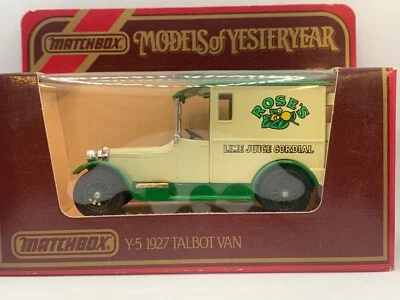 MATCHBOX
MODELS of YESTERYEAR
ROSE'S
LIME JUICE CORDIAL
MATCHBOX
Y-5 1927 TALBOT VAN